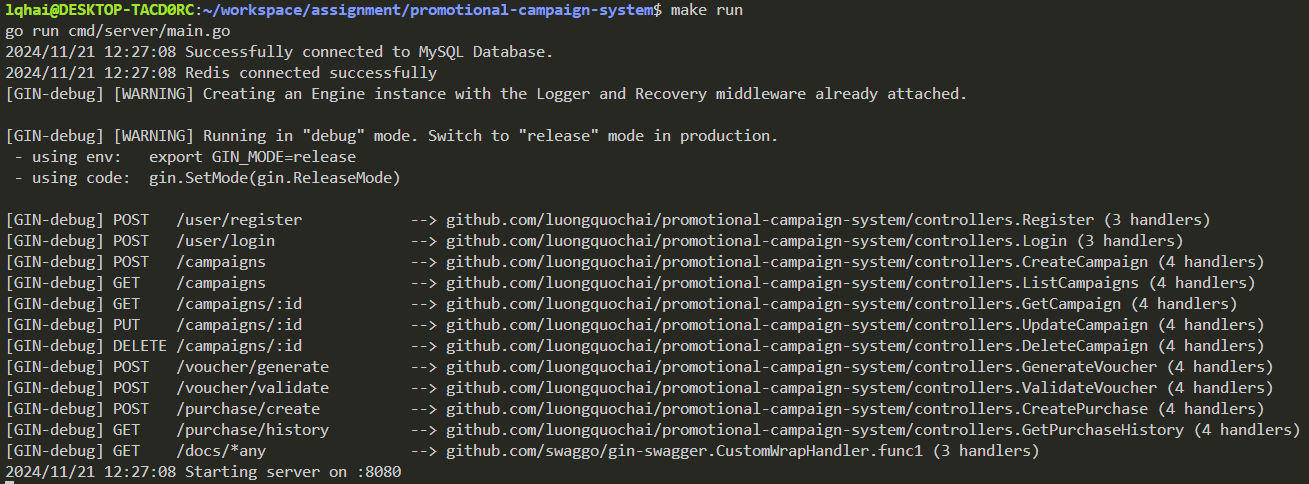 lqhai@DESKTOP-TACD0RC:~/workspace/assignment/promotional-campaign-system$ make run
go run cmd/server/main.go
2024/11/21 12:27:08 Successfully connected to MySQL Database.
2024/11/21 12:27:08 Redis connected successfully
[GIN-debug] [WARNING] Creating an Engine instance with the Logger and Recovery middleware already attached.
[GIN-debug] [WARNING] Running in "debug" mode. Switch to "release" mode in production.
 - using env:   export GIN_MODE=release
 - using code:  gin.SetMode(gin.ReleaseMode)
[GIN-debug] POST   /user/register            --> github.com/luongquochai/promotional-campaign-system/controllers.Register (3 handlers)
[GIN-debug] POST   /user/login               --> github.com/luongquochai/promotional-campaign-system/controllers.Login (3 handlers)
[GIN-debug] POST   /campaigns                --> github.com/luongquochai/promotional-campaign-system/controllers.CreateCampaign (4 handlers)
[GIN-debug] GET    /campaigns                --> github.com/luongquochai/promotional-campaign-system/controllers.ListCampaigns (4 handlers)
[GIN-debug] GET    /campaigns/:id            --> github.com/luongquochai/promotional-campaign-system/controllers.GetCampaign (4 handlers)
[GIN-debug] PUT    /campaigns/:id            --> github.com/luongquochai/promotional-campaign-system/controllers.UpdateCampaign (4 handlers)
[GIN-debug] DELETE /campaigns/:id            --> github.com/luongquochai/promotional-campaign-system/controllers.DeleteCampaign (4 handlers)
[GIN-debug] POST   /voucher/generate         --> github.com/luongquochai/promotional-campaign-system/controllers.GenerateVoucher (4 handlers)
[GIN-debug] POST   /voucher/validate         --> github.com/luongquochai/promotional-campaign-system/controllers.ValidateVoucher (4 handlers)
[GIN-debug] POST   /purchase/create          --> github.com/luongquochai/promotional-campaign-system/controllers.CreatePurchase (4 handlers)
[GIN-debug] GET    /purchase/history         --> github.com/luongquochai/promotional-campaign-system/controllers.GetPurchaseHistory (4 handlers)
[GIN-debug] GET    /docs/*any                --> github.com/swaggo/gin-swagger.CustomWrapHandler.func1 (3 handlers)
2024/11/21 12:27:08 Starting server on :8080